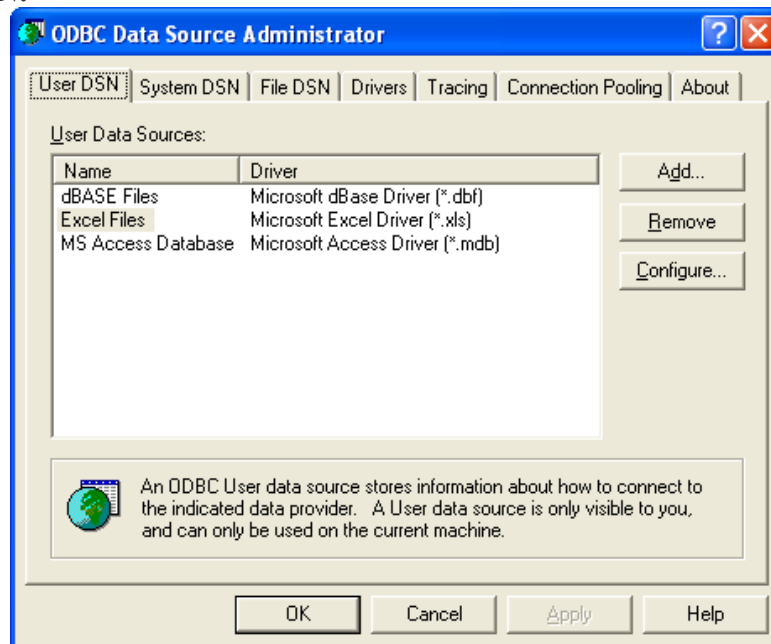 ODBC Data Source Administrator
User DSN System DSN File DSN Drivers Tracing Connection Pooling About
User Data Sources:
Name Driver
dBASE Files Microsoft dBase Driver (*.dbf)
Excel Files Microsoft Excel Driver (*.xls)
MS Access Database Microsoft Access Driver (*.mdb)
Add...
Remove
Configure...
An ODBC User data source stores information about how to connect to
the indicated data provider. A User data source is only visible to you,
and can only be used on the current machine.
OK Cancel Apply Help